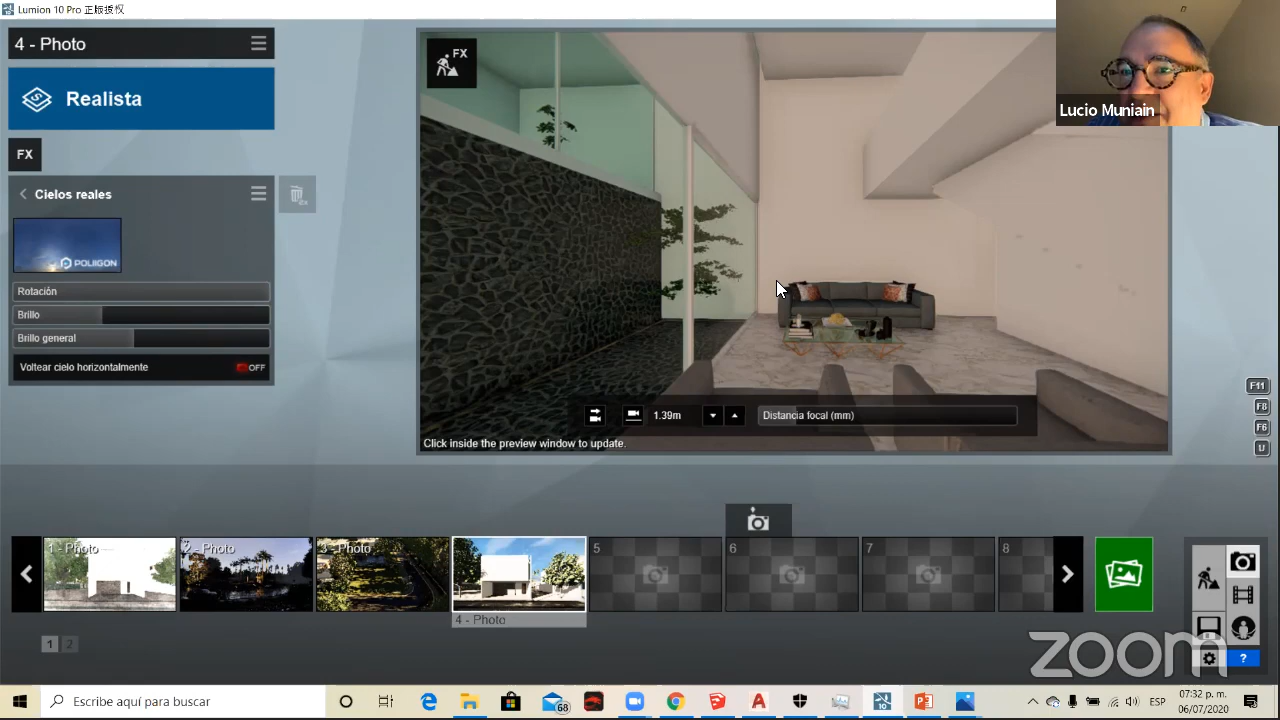 Lumion 10 Pro 正版授权
4 - Photo
Realista
FX
Cielos reales
POLIIGON
Rotación
Brillo
Brillo general
Voltear cielo horizontalmente
OFF
FX
1.39m
Distancia focal (mm)
Click inside the preview window to update.
Lucio Muniain
F11
F8
F6
U
1 - Photo
2 - Photo
3 - Photo
4 - Photo
5
6
7
8
1
2
?
zoom
Escribe aquí para buscar
68
A
10
ESP
07:32 p. m.
06/07/2020